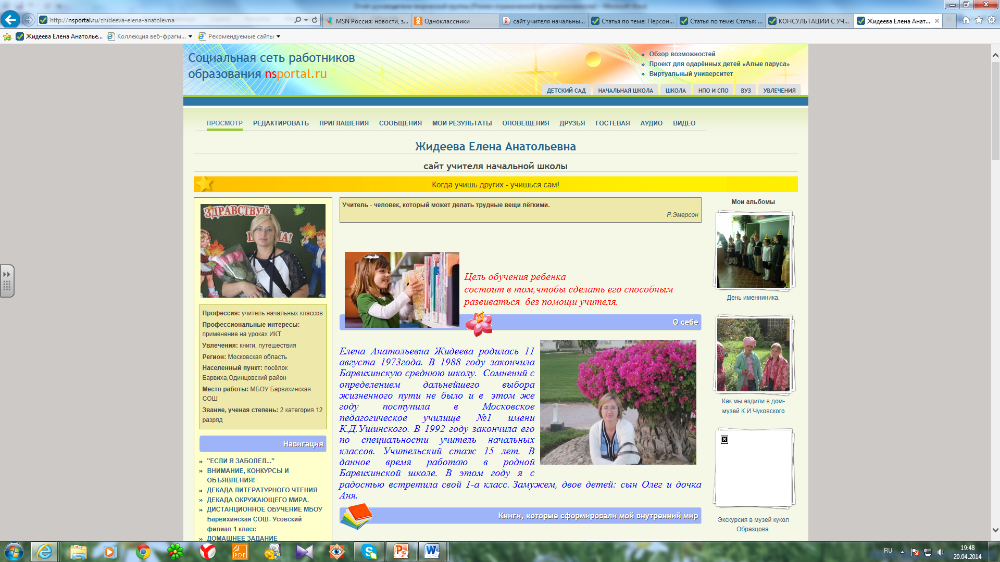 http://nsportal.ru/zhideeva-elena-anatolevna
MSN Россия: новости, з...
Одноклассники
сайт учителя начальны...
Статья по теме: Персон...
Статья по теме: Статья: ...
КОНСУЛЬТАЦИИ С УЧ...
Жидеева Елена Анат...
Жидеева Елена Анатолье...
Коллекция веб-фрагм...
Рекомендуемые сайты
Социальная сеть работников
образования nsportal.ru
Обзор возможностей
Проект для одарённых детей «Алые паруса»
Виртуальный университет
ДЕТСКИЙ САД НАЧАЛЬНАЯ ШКОЛА ШКОЛА НПО И СПО ВУЗ УВЛЕЧЕНИЯ
ПРОСМОТР РЕДАКТИРОВАТЬ ПРИГЛАШЕНИЯ СООБЩЕНИЯ МОИ РЕЗУЛЬТАТЫ ОПОВЕЩЕНИЯ ДРУЗЬЯ ГОСТЕВАЯ АУДИО ВИДЕО
Жидеева Елена Анатольевна
сайт учителя начальной школы
Когда учишь других - учишься сам!
ЗДРАВСТВУЙ
Профессия: учитель начальных классов
Профессиональные интересы:
применение на уроках ИКТ
Увлечения: книги, путешествия
Регион: Московская область
Населенный пункт: посёлок
Барвиха,Одинцовский район
Место работы: МБОУ Барвихинская
СОШ
Звание, ученая степень: 2 категория 12
разряд
Навигация
"ЕСЛИ Я ЗАБОЛЕЛ..."
ВНИМАНИЕ, КОНКУРСЫ И
ОБЪЯВЛЕНИЯ!
ДЕКАДА ЛИТЕРАТУРНОГО ЧТЕНИЯ
ДЕКАДА ОКРУЖАЮЩЕГО МИРА.
ДИСТАНЦИОННОЕ ОБУЧЕНИЕ МБОУ
Барвихинская СОШ- Усовский
филиал 1 класс
ДОМАШНЕЕ ЗАДАНИЕ
Учитель - человек, который может делать трудные вещи лёгкими.
Р.Эмерсон
Цель обучения ребенка
состоит в том,чтобы сделать его способным
развиваться без помощи учителя.
О себе
Елена Анатольевна Жидеева родилась 11
августа 1973года. В 1988 году закончила
Барвихинскую среднюю школу. Сомнений с
определением дальнейшего выбора
жизненного пути не было и в этом же
году поступила в Московское
педагогическое училище №1 имени
К.Д.Ушинского. В 1992 году закончила его
по специальности учитель начальных
классов. Учительский стаж 15 лет. В
данное время работаю в родной
Барвихинской школе. В этом году я с
радостью встретила свой 1-а класс. Замужем, двое детей: сын Олег и дочка
Аня.
Книги, которые сформировали мой внутренний мир
Мои альбомы
День именниника.
Как мы ездили в дом-
музей К.И.Чуковского
Экскурсия в музей кукол
Образцова.
RU
19:48
20.04.2014